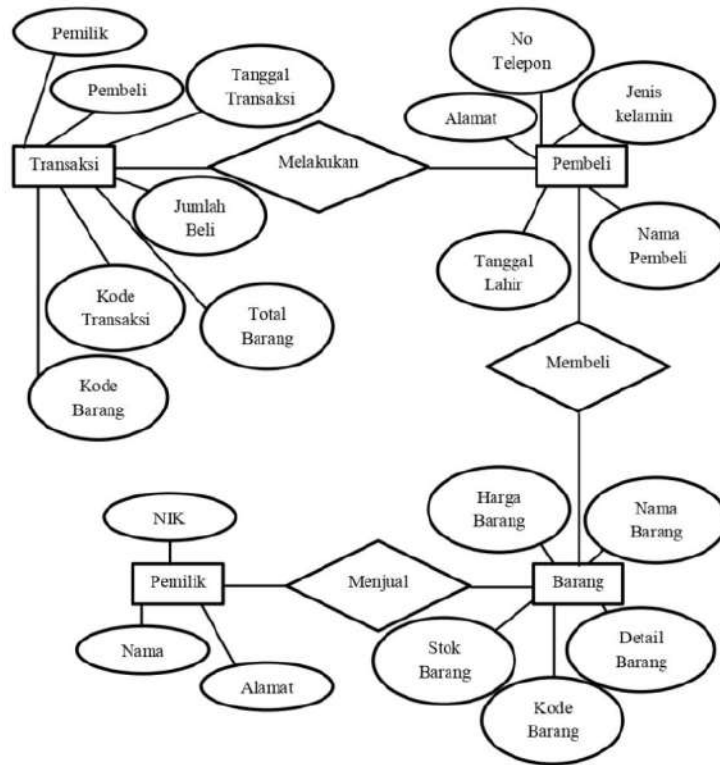 Pemilik
Pembeli
Tanggal
Transaksi
No
Telepon
Jenis
kelamin
Alamat
Transaksi
Melakukan
Pembeli
Jumlah
Beli
Nama
Pembeli
Tanggal
Lahir
Kode
Transaksi
Total
Barang
Kode
Barang
Membeli
Harga
Barang
Nama
Barang
NIK
Pemilik
Menjual
Barang
Nama
Stok
Barang
Detail
Barang
Alamat
Kode
Barang